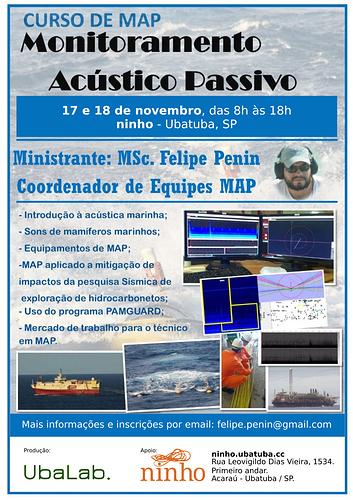 CURSO DE MAP
Monitoramento
Acústico Passivo
17 e 18 de novembro, das 8h às 18h
ninho - Ubatuba, SP
Ministrante: MSc. Felipe Penin
Coordenador de Equipes MAP
- Introdução à acústica marinha;
- Sons de mamíferos marinhos;
- Equipamentos de MAP;
-MAP aplicado a mitigação de
impactos da pesquisa Sísmica de
exploração de hidrocarbonetos;
- Uso do programa PAMGUARD;
- Mercado de trabalho para o técnico
em MAP.
Mais informações e inscrições por email: felipe.penin@gmail.com
Produção:
UbaLab.
Apoio:
ninho
ninho.ubatuba.cc
Rua Leovigildo Dias Vieira, 1534.
Primeiro andar.
Acaraú - Ubatuba / SP.